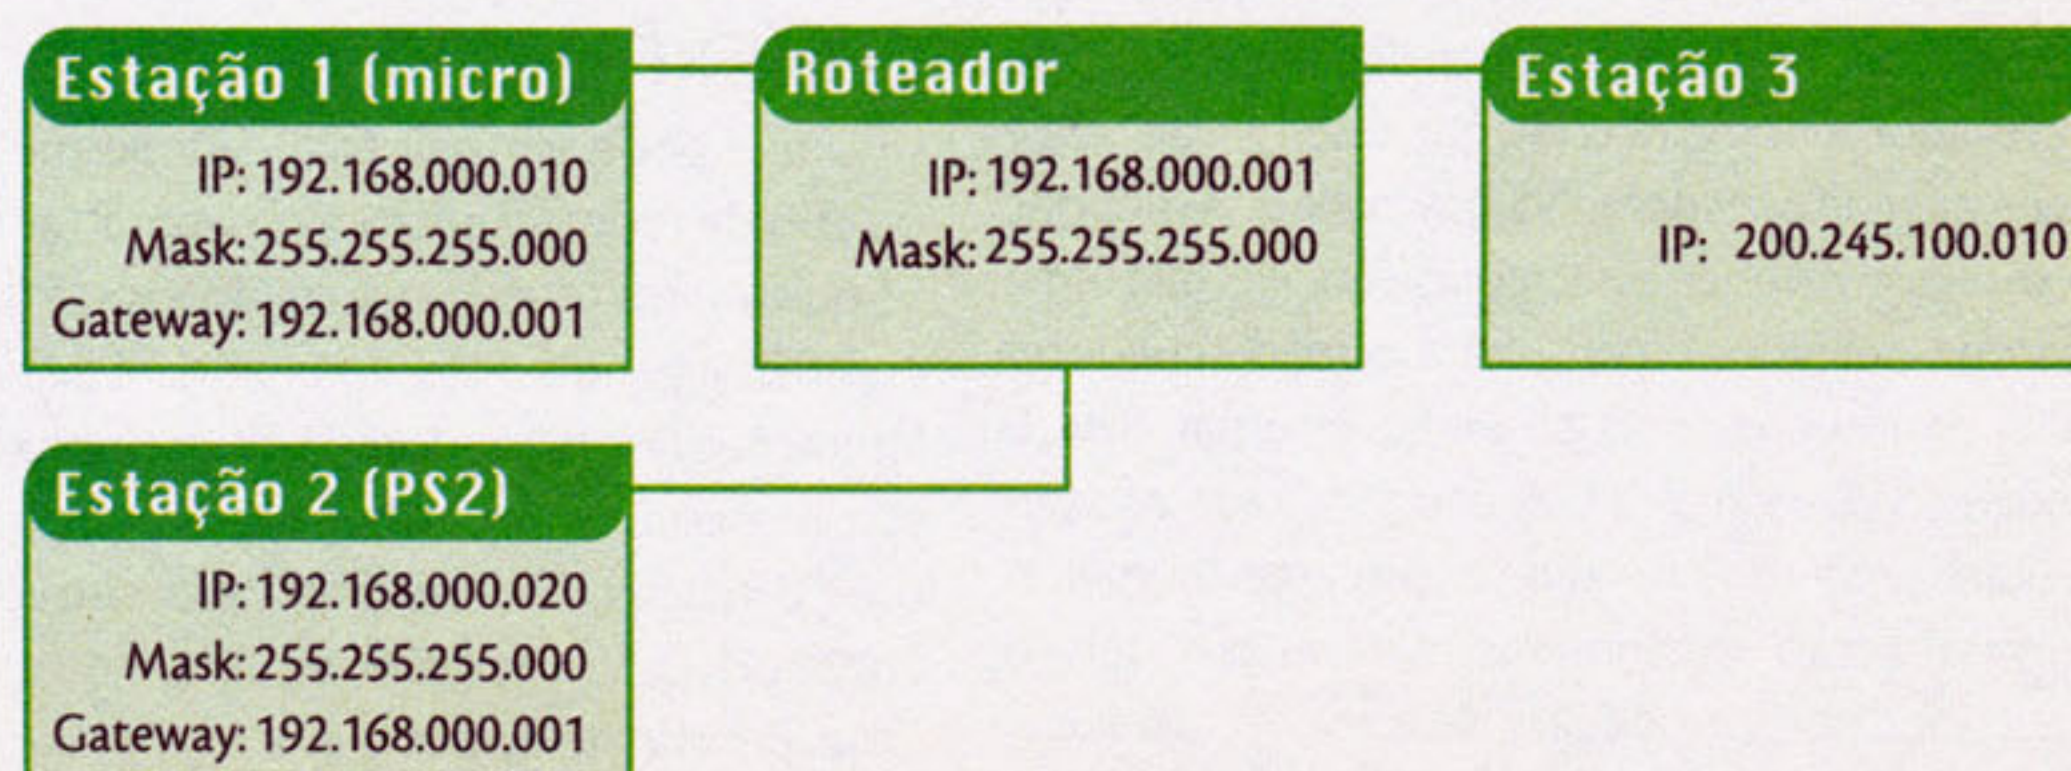 Estação 1 (micro)
IP: 192.168.000.010
Mask: 255.255.255.000
Gateway: 192.168.000.001
Roteador
IP: 192.168.000.001
Mask: 255.255.255.000
Estação 3
IP: 200.245.100.010
Estação 2 (PS2)
IP: 192.168.000.020
Mask: 255.255.255.000
Gateway: 192.168.000.001